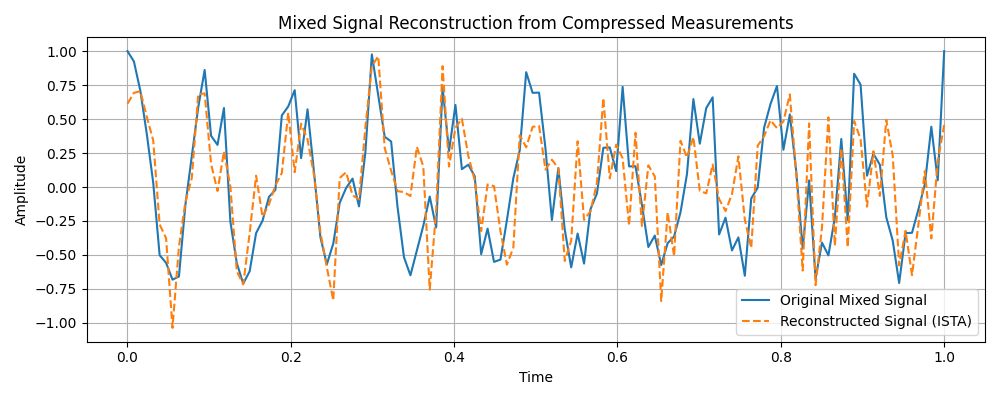 Mixed Signal Reconstruction from Compressed Measurements
Amplitude
1.00
0.75
0.50
0.25
0.00
−0.25
−0.50
−0.75
−1.00
Original Mixed Signal
Reconstructed Signal (ISTA)
0.0 0.2 0.4 0.6 0.8 1.0
Time